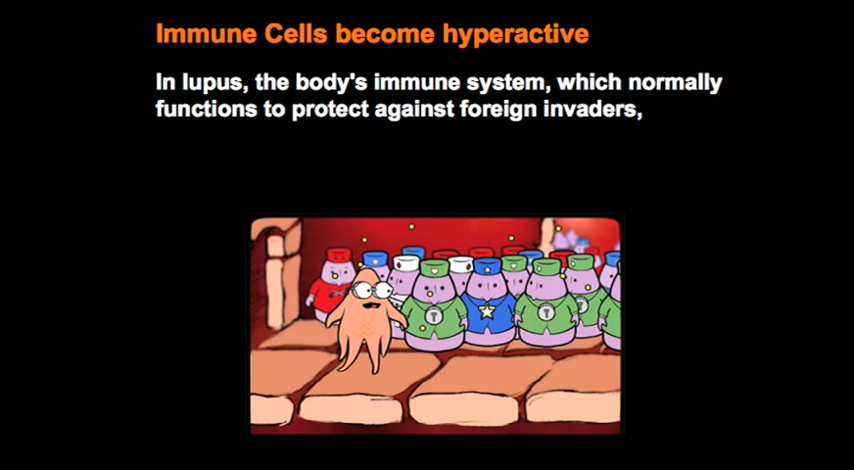 Immune Cells become hyperactive
In lupus, the body's immune system, which normally
functions to protect against foreign invaders,